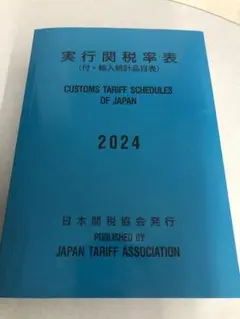 実行関税率表
(付・輸入統計品目表)
CUSTOMS TARIFF SCHEDULES
OF JAPAN
2024
日本関税協会発行
PUBLISHED BY
JAPAN TARIFF ASSOCIATION